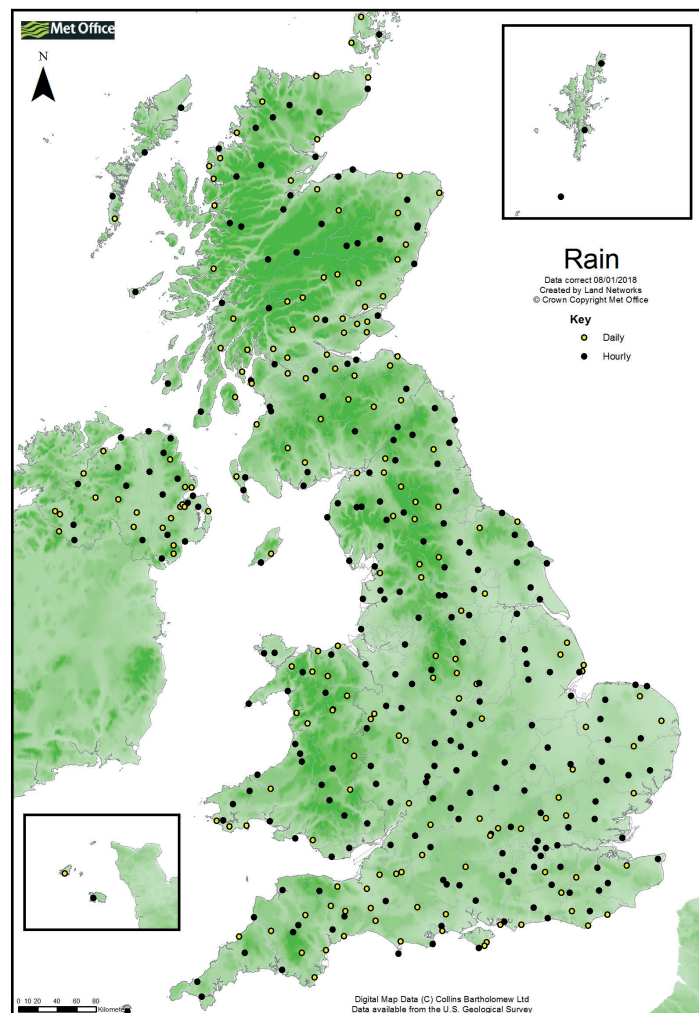 Met Office
N
Rain
Data correct 08/01/2018
Created by Land Networks
© Crown Copyright Met Office
Key
Daily
Hourly
0 10 20 40 60 80
Kilometers
Digital Map Data (C) Collins Bartholomew Ltd
Data available from the U.S. Geological Survey